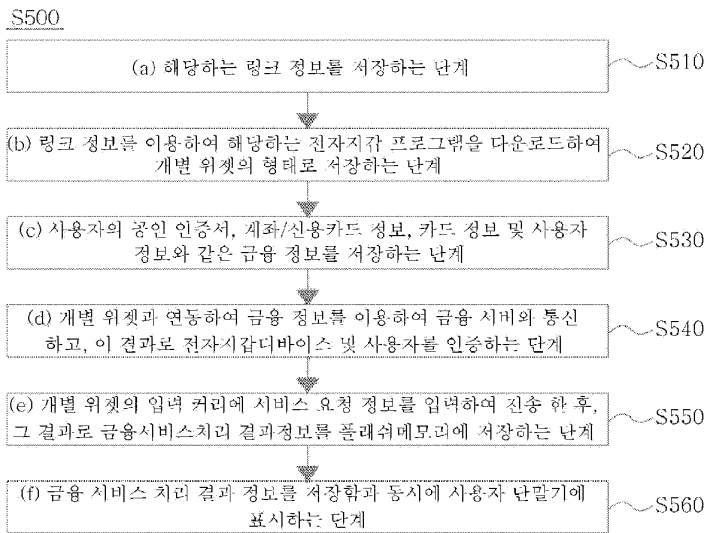 S500
(a) 해당하는 링크 정보를 저장하는 단계
S510
(b) 링크 정보를 이용하여 해당하는 전자지갑 프로그램을 다운로드하여
개별 위젯의 형태로 저장하는 단계
S520
(c) 사용자의 공인 인증서, 계좌/신용카드 정보, 카드 정보 및 사용자
정보와 같은 금융 정보를 저장하는 단계
S530
(d) 개별 위젯과 연동하여 금융 정보를 이용하여 금융 서버와 통신
하고, 이 결과로 전자지갑디바이스 및 사용자를 인증하는 단계
S540
(e) 개별 위젯의 입력 쿼리에 서비스 요청 정보를 입력하여 전송 한 후,
그 결과로 금융서비스처리 결과정보를 플래쉬메모리에 저장하는 단계
S550
(f) 금융 서비스 처리 결과 정보를 저장함과 동시에 사용자 단말기에
표시하는 단계
S560